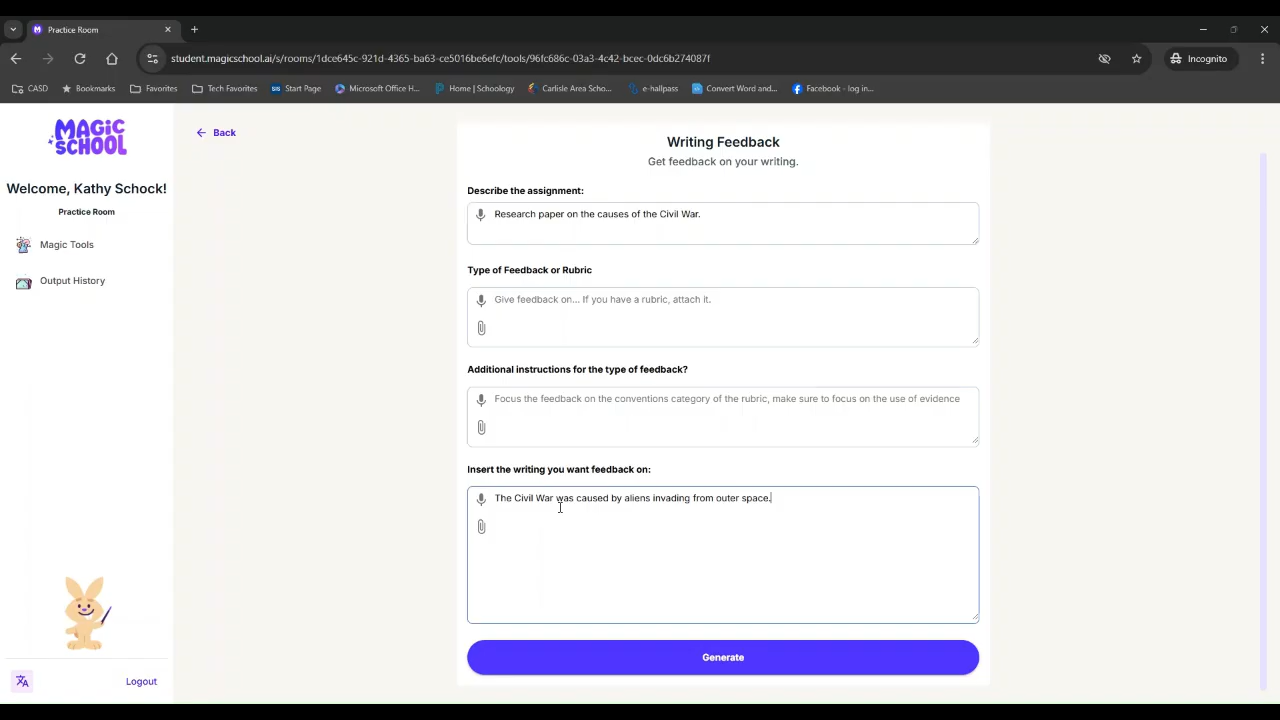 Practice Room
student.magicschool.ai/s/rooms/1dce645c-921d-4365-ba63-ce5016be6efc/tools/96fc686c-03a3-4c42-bcec-0dc6b274087f
Incognito
CASD
Bookmarks
Favorites
Tech Favorites
SIS
Start Page
Microsoft Office H...
Home | Schoology
Carlisle Area Scho...
e-hallpass
Convert Word and...
Facebook - log in...
MAGIC
SCHOOL
Welcome, Kathy Schock!
Practice Room
Magic Tools
Output History
Logout
Back
Writing Feedback
Get feedback on your writing.
Describe the assignment:
Research paper on the causes of the Civil War.
Type of Feedback or Rubric
Give feedback on... If you have a rubric, attach it.
Additional instructions for the type of feedback?
Focus the feedback on the conventions category of the rubric, make sure to focus on the use of evidence
Insert the writing you want feedback on:
The Civil War was caused by aliens invading from outer space.
Generate